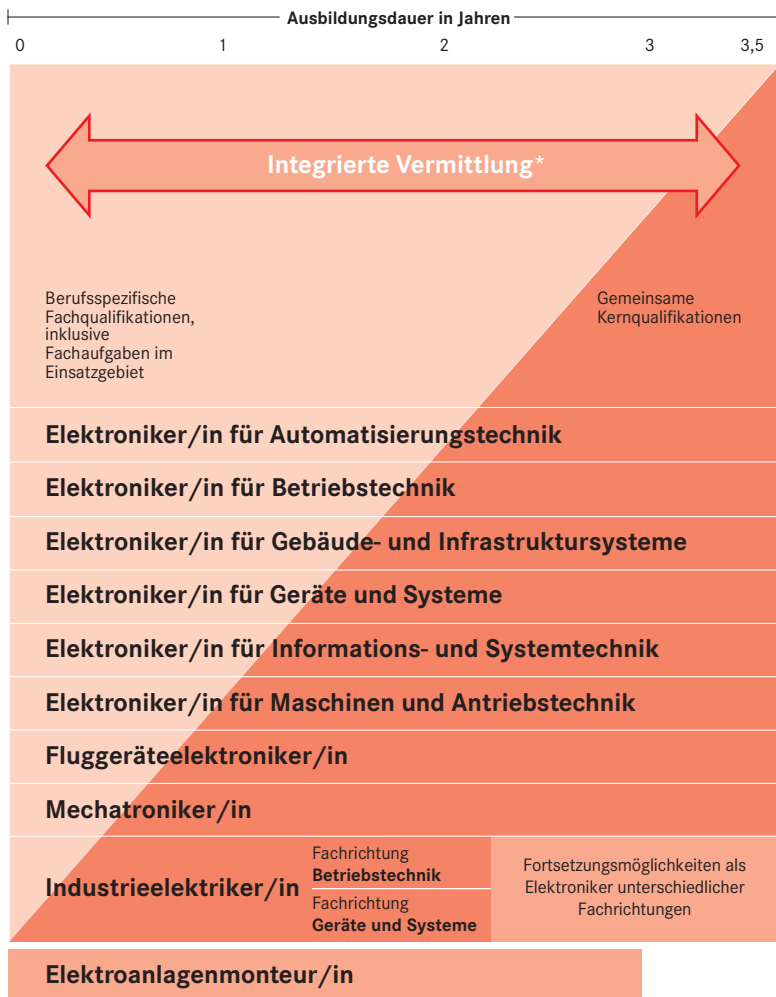 Ausbildungsdauer in Jahren
0 1 2 3 3,5
Integrierte Vermittlung*
Berufsspezifische
Fachqualifikationen,
inklusive
Fachaufgaben im
Einsatzgebiet
Gemeinsame
Kernqualifikationen
Elektroniker/in für Automatisierungstechnik
Elektroniker/in für Betriebstechnik
Elektroniker/in für Gebäude- und Infrastruktursysteme
Elektroniker/in für Geräte und Systeme
Elektroniker/in für Informations- und Systemtechnik
Elektroniker/in für Maschinen und Antriebstechnik
Fluggeräteelektroniker/in
Mechatroniker/in
Industrieelektriker/in
Fachrichtung
Betriebstechnik
Fachrichtung
Geräte und Systeme
Fortsetzungsmöglichkeiten als
Elektroniker unterschiedlicher
Fachrichtungen
Elektroanlagenmonteur/in